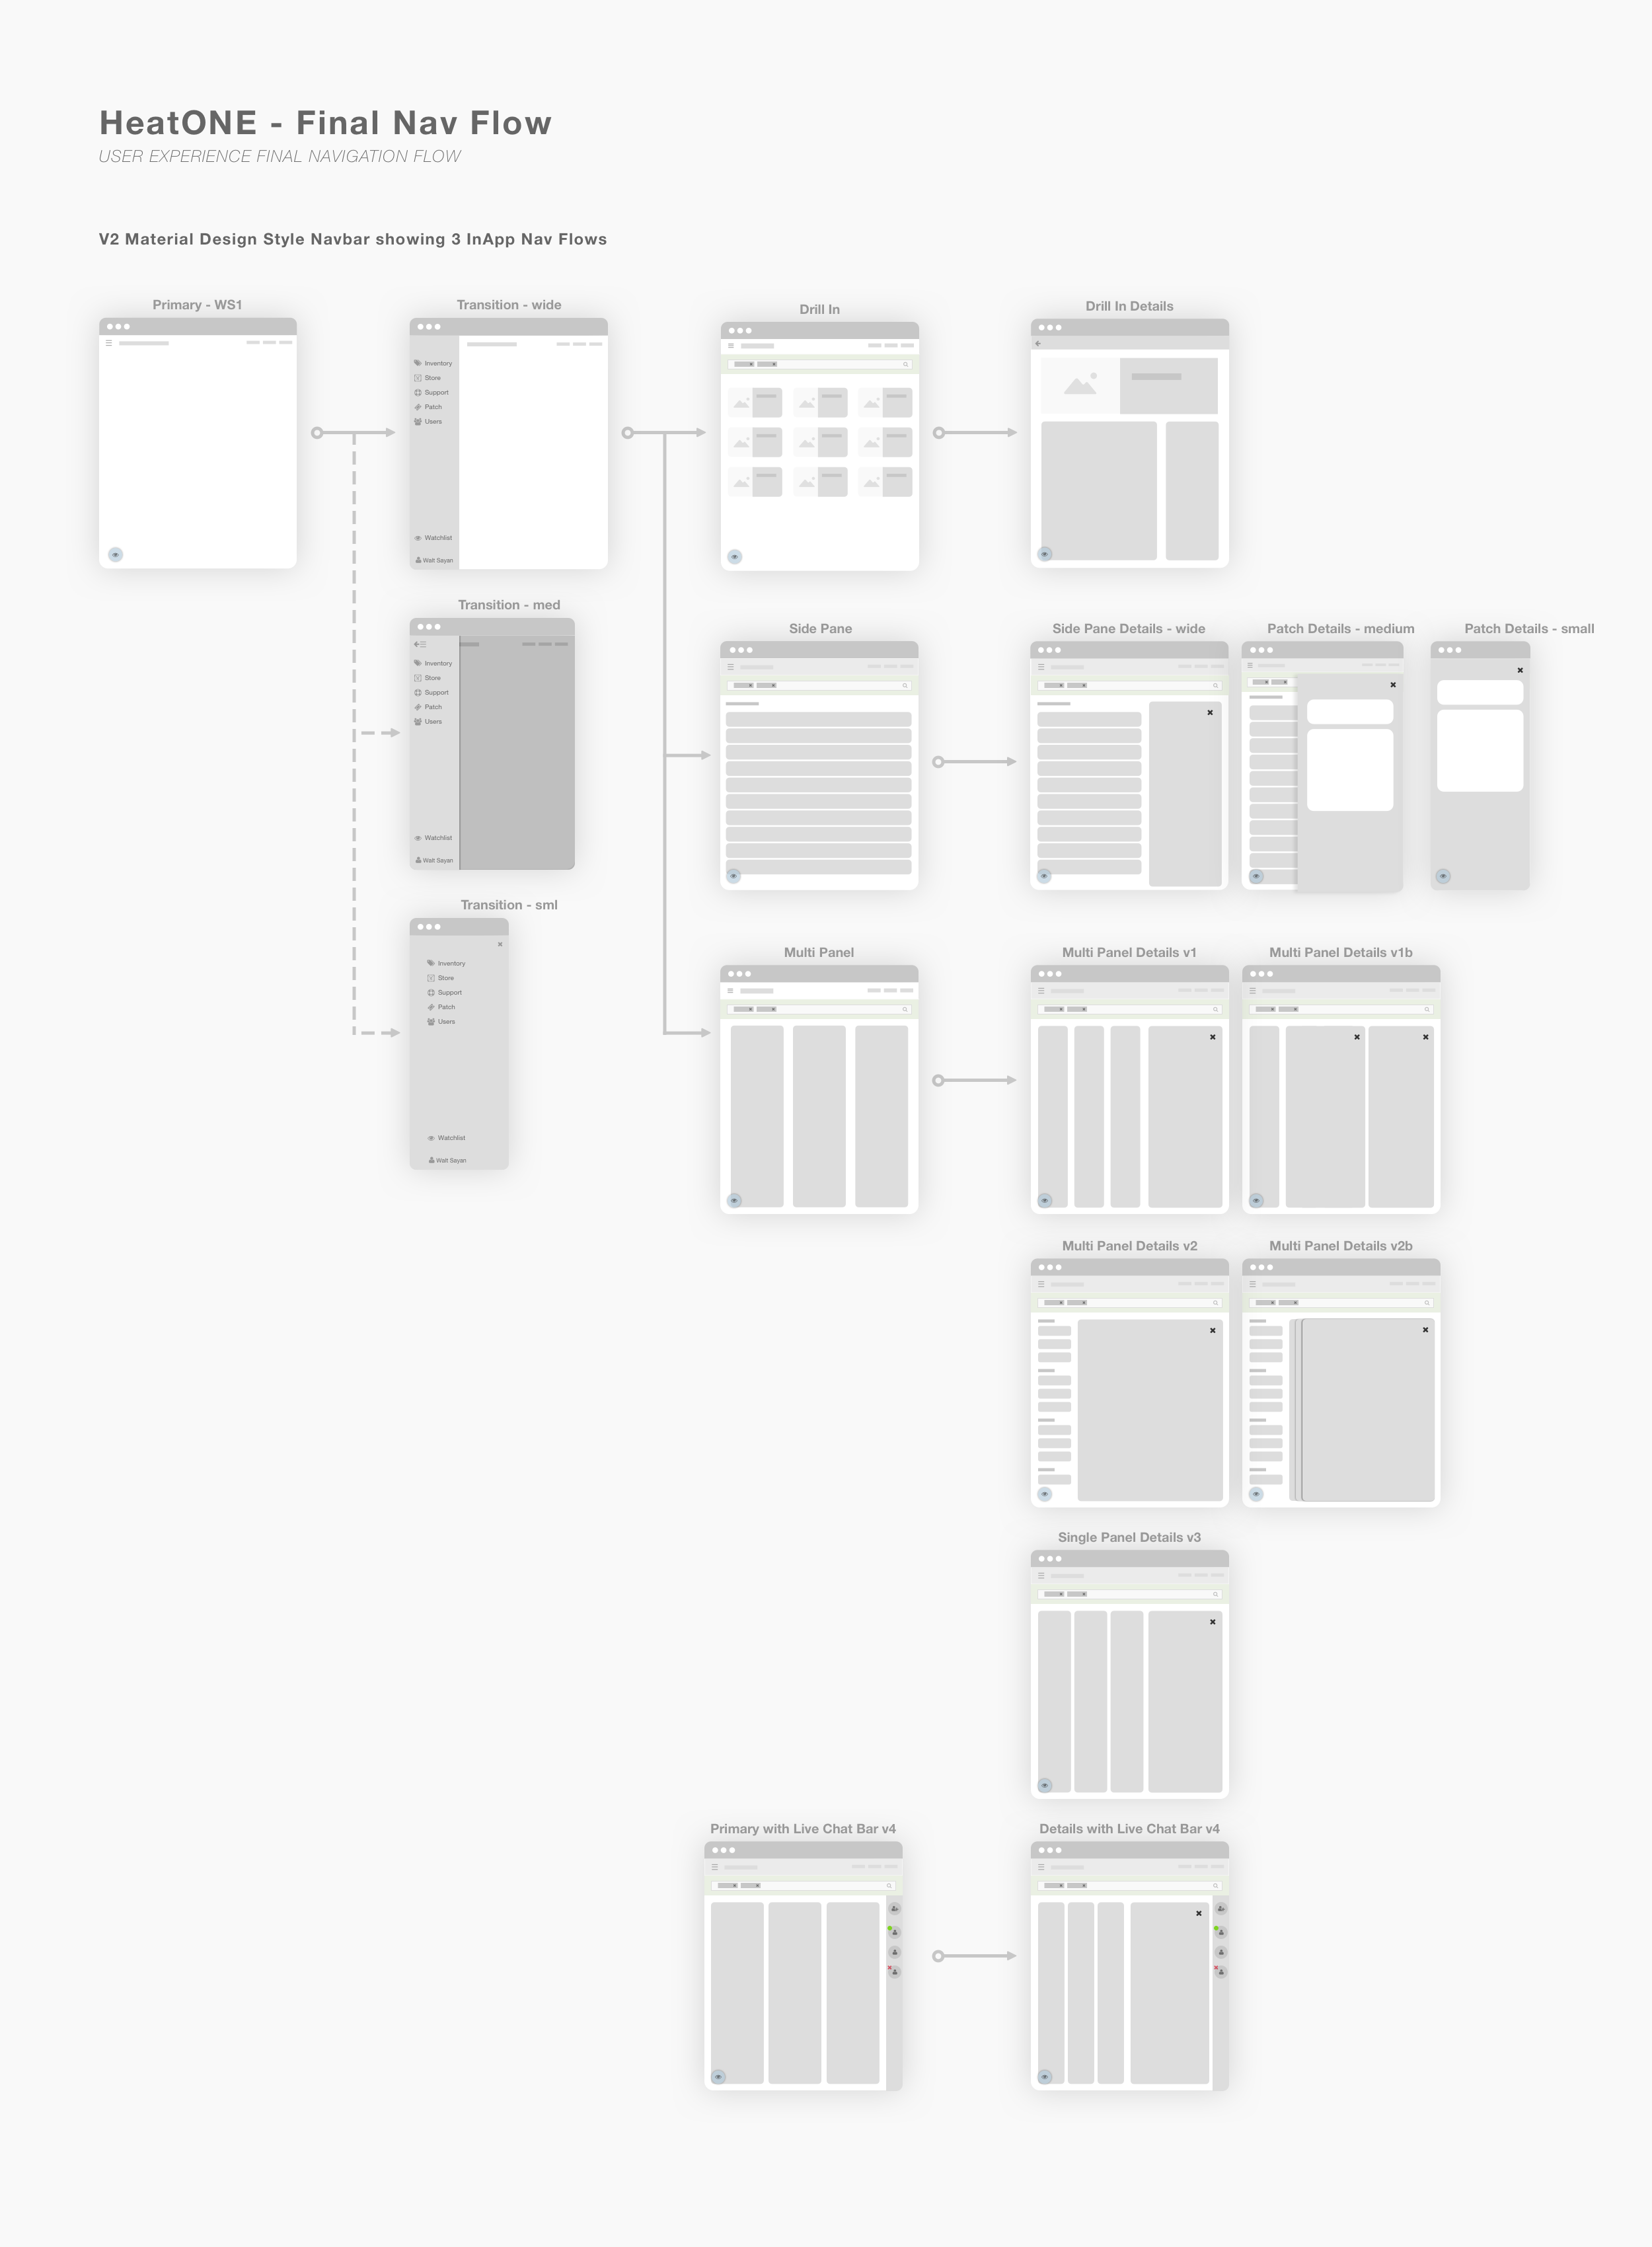 HeatONE - Final Nav Flow
USER EXPERIENCE FINAL NAVIGATION FLOW
V2 Material Design Style Navbar showing 3 InApp Nav Flows
Primary - WS1
Transition - wide
Drill In
Drill In Details
Inventory
Store
Support
Patch
Users
Watchlist
Walt Sayan
Transition - med
Side Pane
Side Pane Details - wide
Patch Details - medium
Patch Details - small
Inventory
Store
Support
Patch
Users
Watchlist
Walt Sayan
Transition - sml
Multi Panel
Multi Panel Details v1
Multi Panel Details v1b
Inventory
Store
Support
Patch
Users
Watchlist
Walt Sayan
Multi Panel Details v2
Multi Panel Details v2b
Single Panel Details v3
Primary with Live Chat Bar v4
Details with Live Chat Bar v4